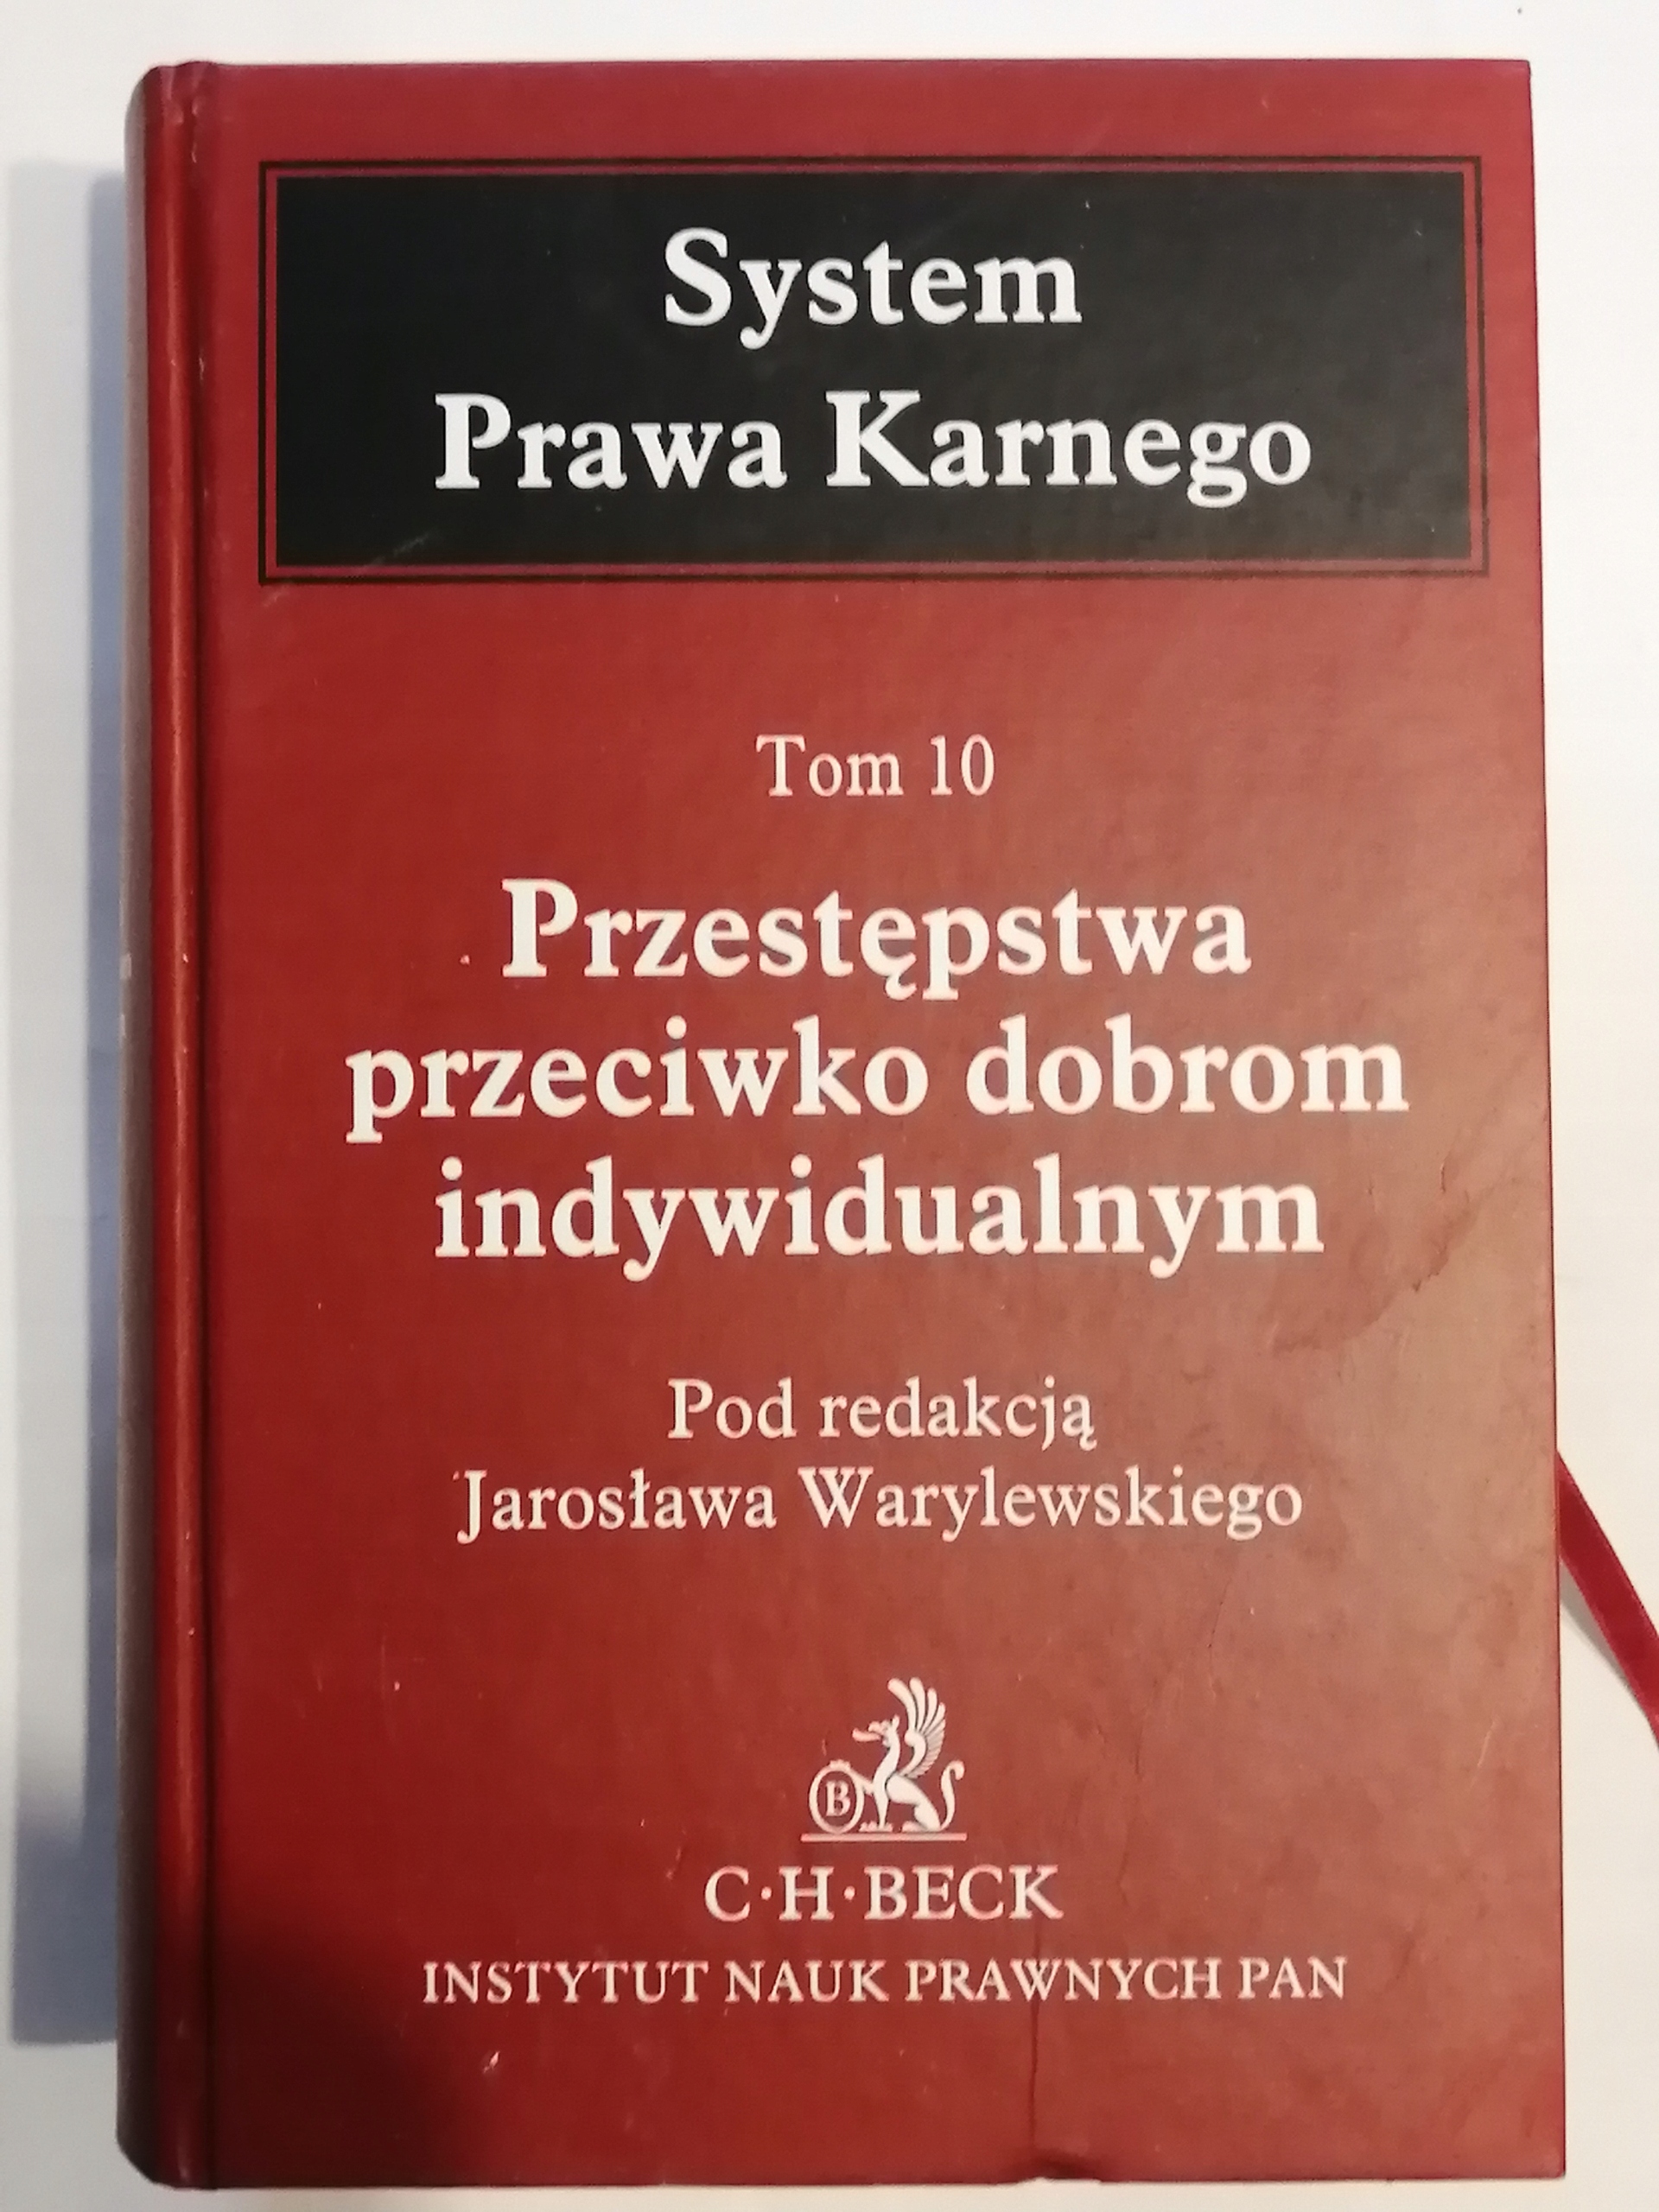 System
Prawa Karnego
Tom 10
Przestępstwa
przeciwko dobrom
indywidualnym
Pod redakcją
Jarosława Warylewskiego
B
C·H·BECK
INSTYTUT NAUK PRAWNYCH PAN